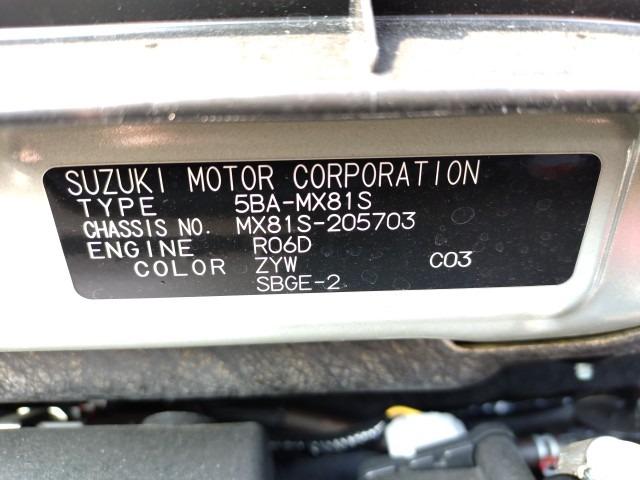 SUZUKI MOTOR CORPORATION
TYPE 5BA-MX81S
CHASSIS NO. MX81S-205703
ENGINE R06D
COLOR ZYW C03
SBGE-2